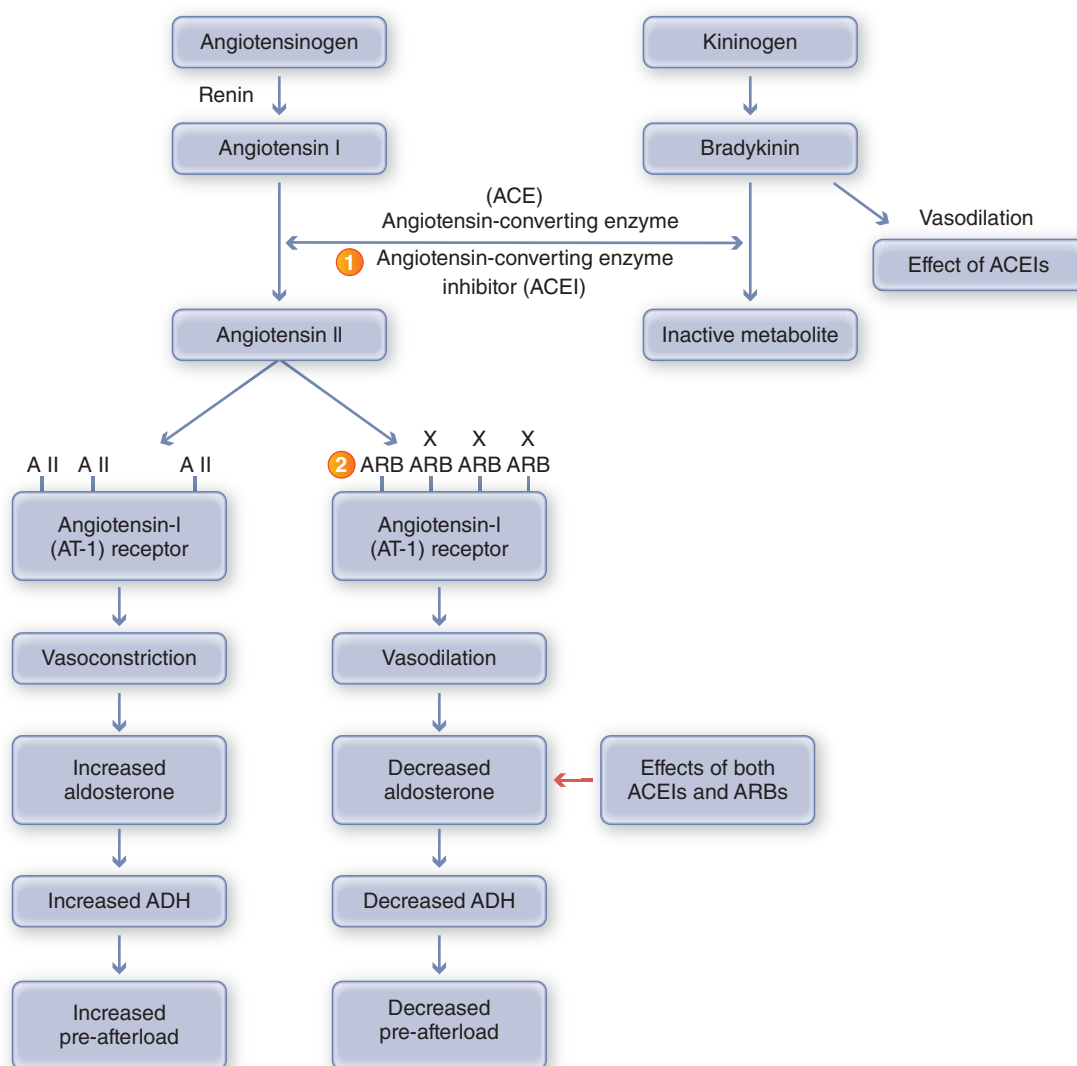 Angiotensinogen
Kininogen
Renin
Angiotensin I
Bradykinin
(ACE)
Angiotensin-converting enzyme
Vasodilation
1 Angiotensin-converting enzyme
inhibitor (ACEI)
Effect of ACEIs
Angiotensin II
Inactive metabolite
A II A II A II
X X X
2 ARB ARB ARB ARB
Angiotensin-I
(AT-1) receptor
Angiotensin-I
(AT-1) receptor
Vasoconstriction
Vasodilation
Increased
aldosterone
Decreased
aldosterone
Effects of both
ACEIs and ARBs
Increased ADH
Decreased ADH
Increased
pre-afterload
Decreased
pre-afterload